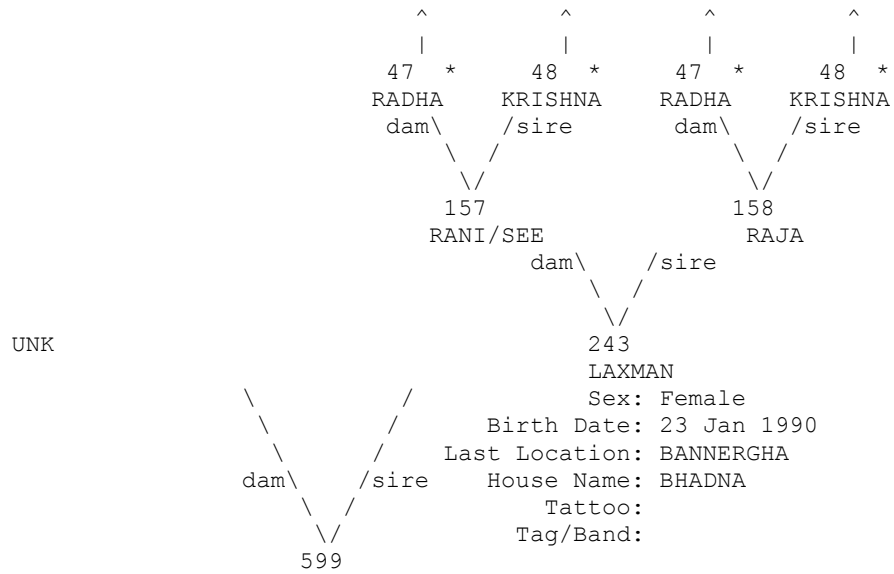 ^ ^ ^ ^
| | | |
47 * 48 * 47 * 48 *
RADHA KRISHNA RADHA KRISHNA
dam\ /sire dam\ /sire
\ / \ /
\/ \/
157 158
RANI/SEE RAJA
dam\ /sire
\ /
\/
UNK 243
LAXMAN
\ / Sex: Female
\ / Birth Date: 23 Jan 1990
\ / Last Location: BANNERGHA
dam\ /sire House Name: BHADNA
\ / Tattoo:
\/ Tag/Band:
599